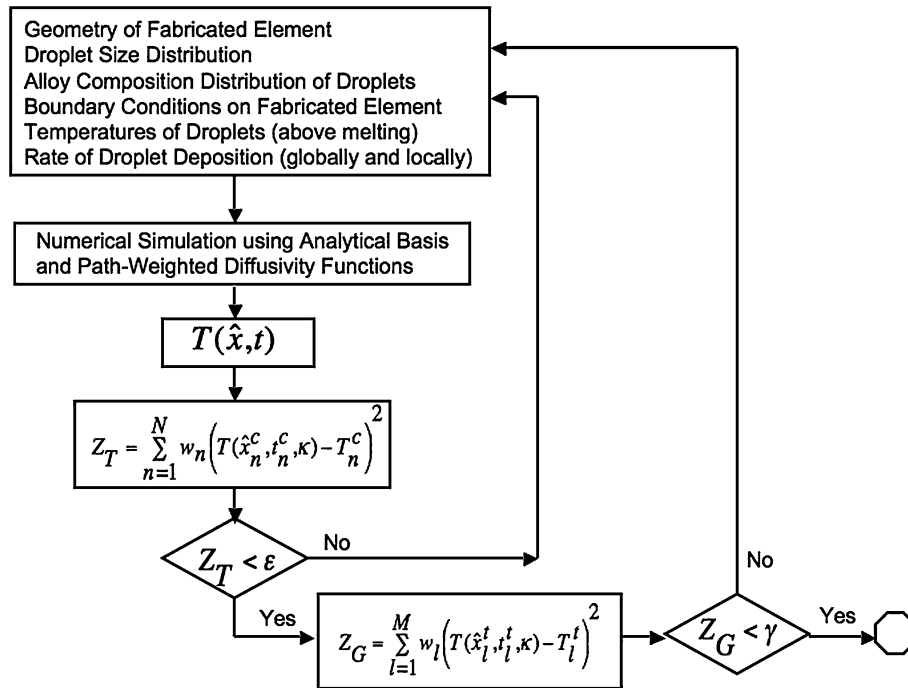 Geometry of Fabricated Element
Droplet Size Distribution
Alloy Composition Distribution of Droplets
Boundary Conditions on Fabricated Element
Temperatures of Droplets (above melting)
Rate of Droplet Deposition (globally and locally)
Numerical Simulation using Analytical Basis
and Path-Weighted Diffusivity Functions
T(x̂,t)
Z_T = ∑_{n=1}^{N} w_n(T(x̂_n^c,t_n^c,κ)−T_n^c)^2
Z_T < ε
No
Yes
Z_G = ∑_{l=1}^{M} w_l(T(x̂_l^t,t_l^t,κ)−T_l^t)^2
Z_G < γ
No
Yes